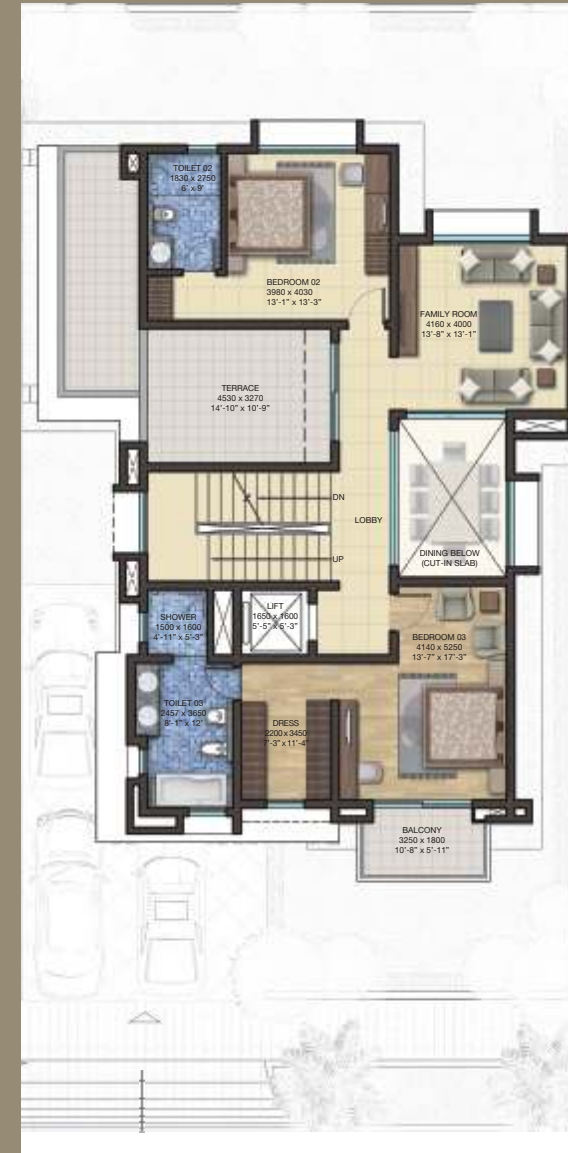 TOILET 02
1830 x 2750
6' x 9'
BEDROOM 02
3980 x 4030
13'-1" x 13'-3"
FAMILY ROOM
4160 x 4000
13'-8" x 13'-1"
TERRACE
4530 x 3270
14'-10" x 10'-9"
DN
LOBBY
UP
DINING BELOW
(CUT-IN SLAB)
SHOWER
1500 x 1600
4'-11" x 5'-3"
LIFT
1650 x 1600
5'-5" x 5'-3"
BEDROOM 03
4140 x 5250
13'-7" x 17'-3"
TOILET 03
2457 x 3650
8'-1" x 12'
DRESS
2200 x 3450
7'-3" x 11'-4"
BALCONY
3250 x 1800
10'-8" x 5'-11"